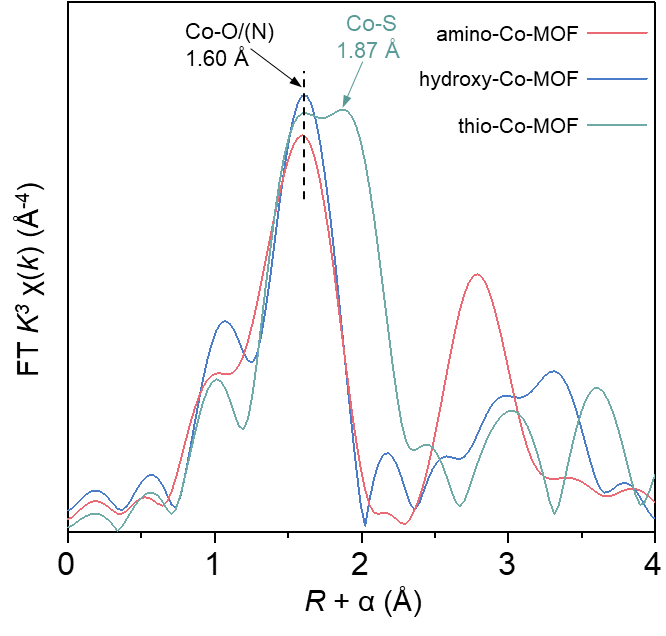 Co-O/(N)
1.60 Å
Co-S
1.87 Å
amino-Co-MOF
hydroxy-Co-MOF
thio-Co-MOF
FT K³ χ(k) (Å⁻⁴)
0 1 2 3 4
R + α (Å)